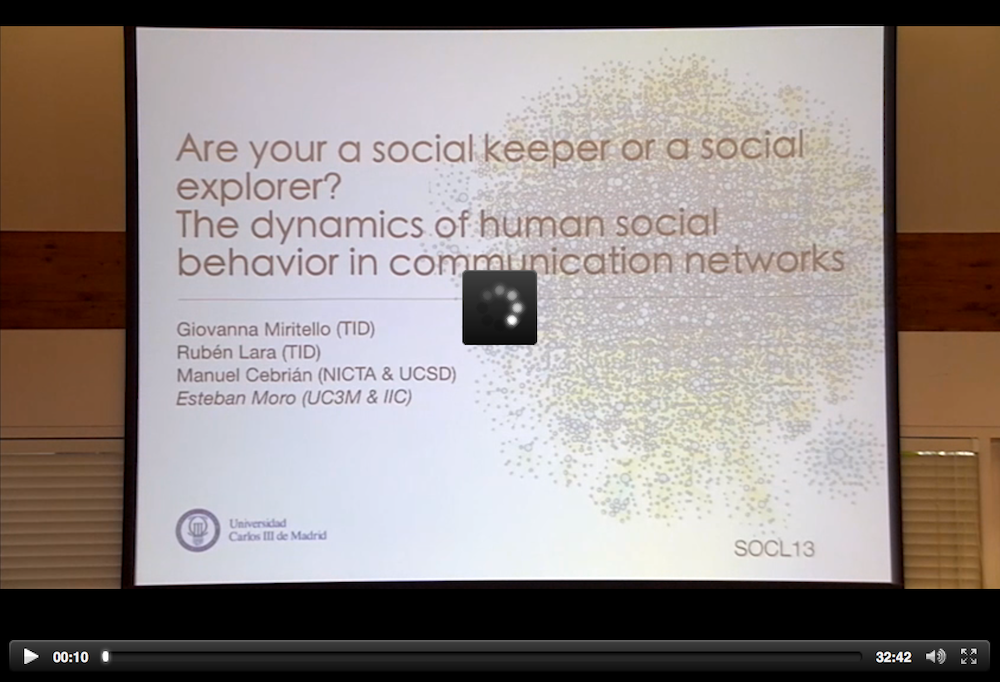 Are your a social keeper or a social
explorer?
The dynamics of human social
behavior in communication networks
Giovanna Miritello (TID)
Rubén Lara (TID)
Manuel Cebrián (NICTA & UCSD)
Esteban Moro (UC3M & IIC)
Universidad
Carlos III de Madrid
SOCL13
00:10
32:42